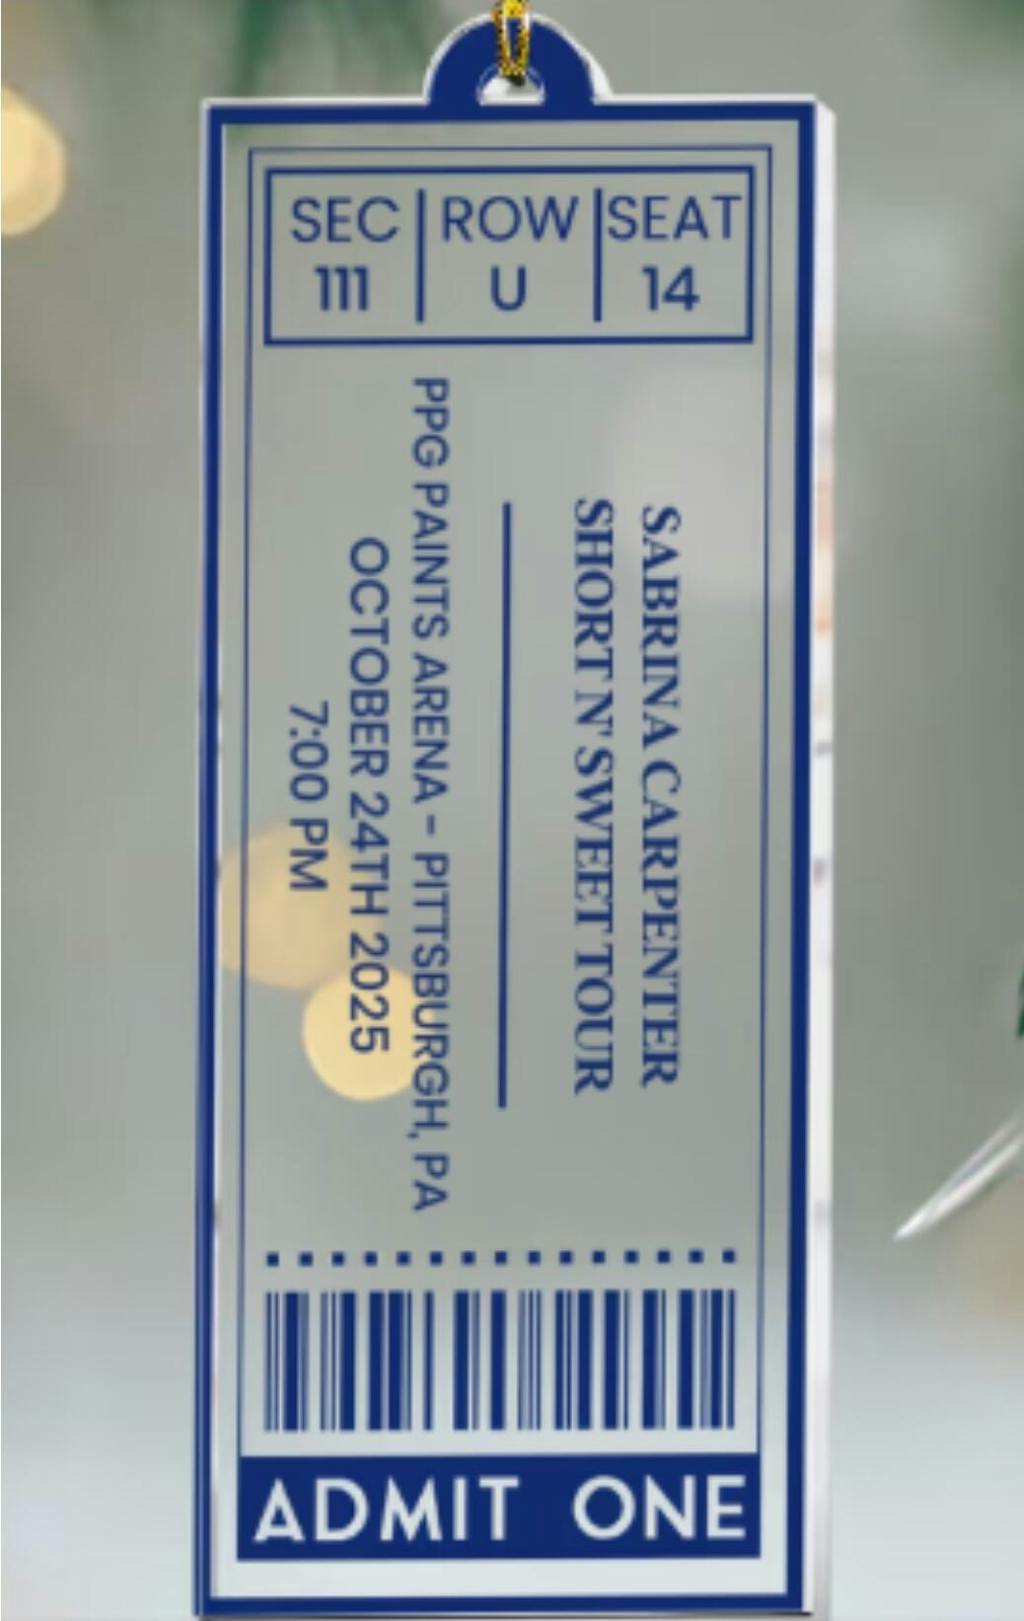 SEC ROW SEAT
111 U 14
SABRINA CARPENTER
SHORT N' SWEET TOUR
PPG PAINTS ARENA – PITTSBURGH, PA
OCTOBER 24TH 2025
7:00 PM
ADMIT ONE